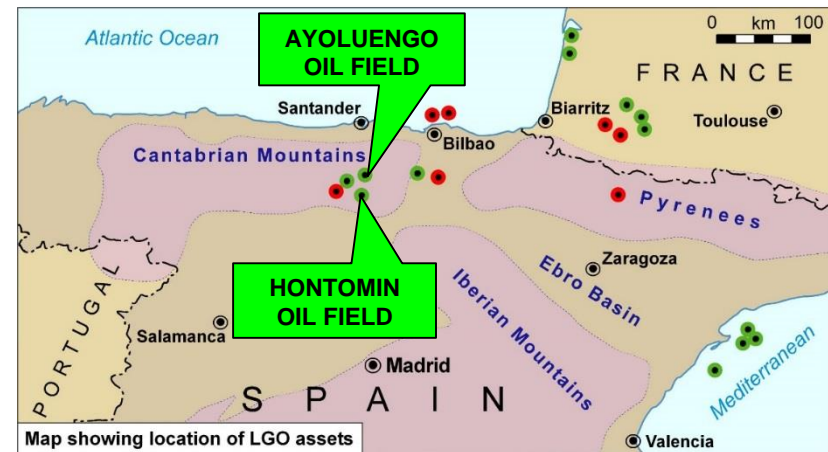 Atlantic Ocean
AYOLUENGO
OIL FIELD
0 km 100
FRANCE
Santander
Biarritz
Toulouse
Bilbao
Cantabrian Mountains
Pyrenees
HONTOMIN
OIL FIELD
Zaragoza
Ebro Basin
Iberian Mountains
PORTUGAL
Salamanca
Madrid
Mediterranean
SPAIN
Map showing location of LGO assets
Valencia